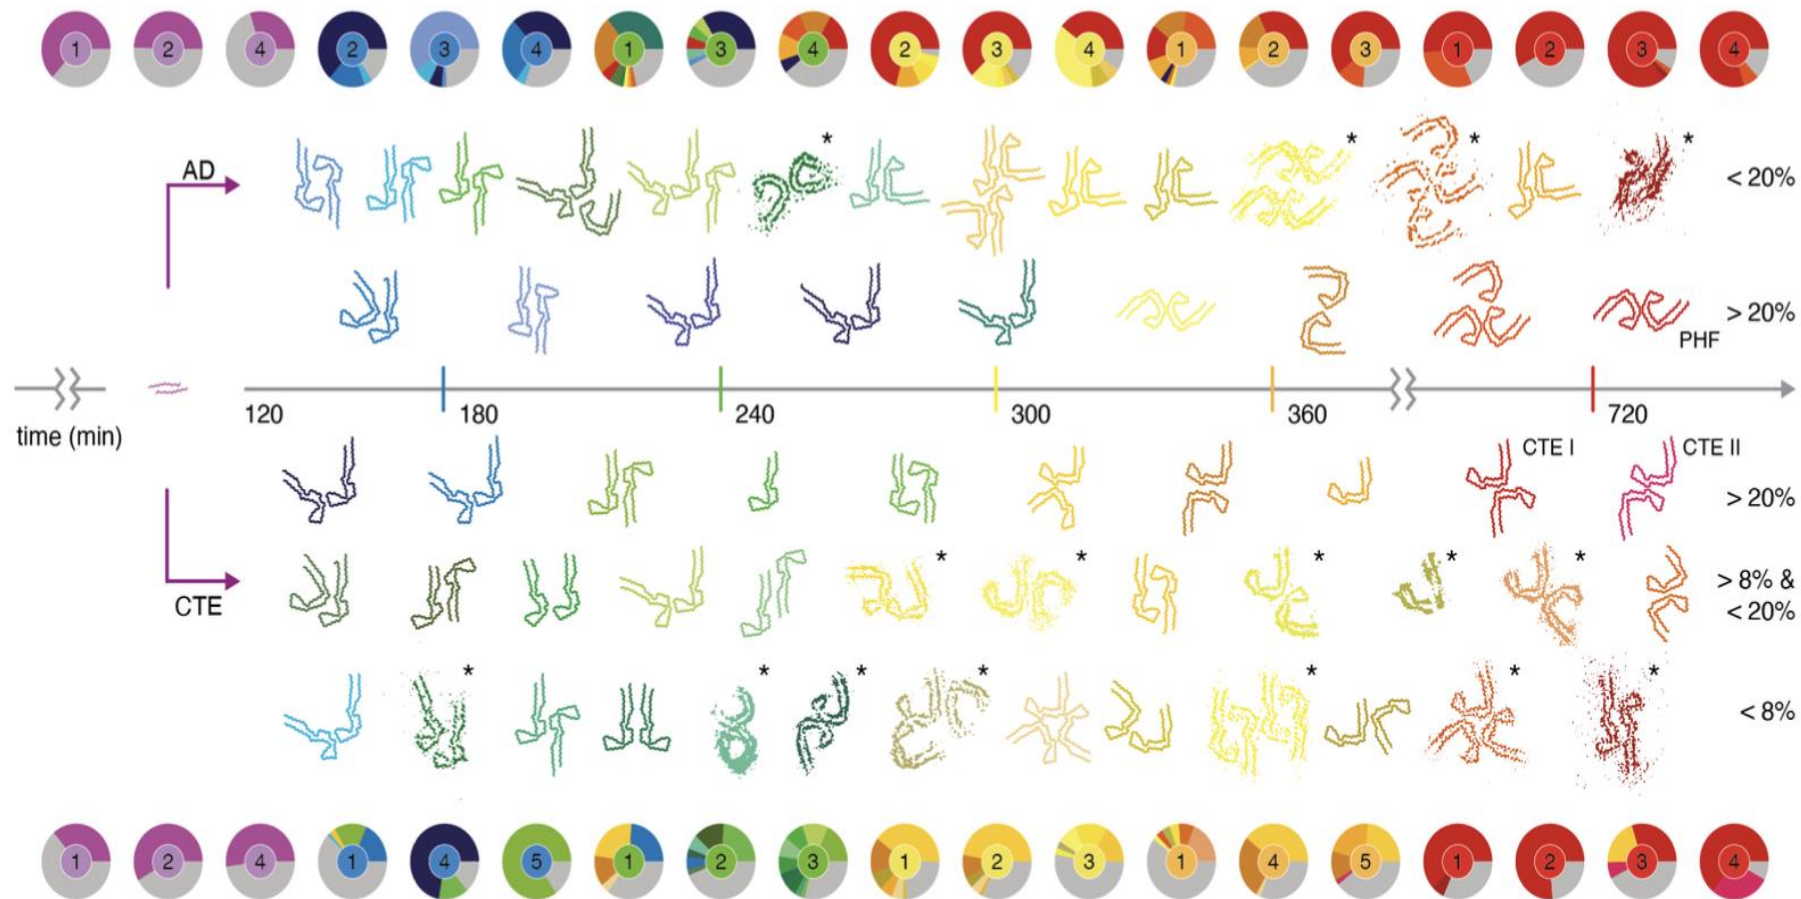 1 2 4 2 3 4 1 3 4 2 3 4 1 2 3 1 2 3 4
AD * * * * < 20%
> 20%
PHF
120 180 240 300 360 720
time (min)
CTE I CTE II
> 20%
* * * * * > 8% &
< 20%
CTE
* * * * * * * < 8%
1 2 4 1 4 5 1 2 3 1 2 3 1 4 5 1 2 3 4